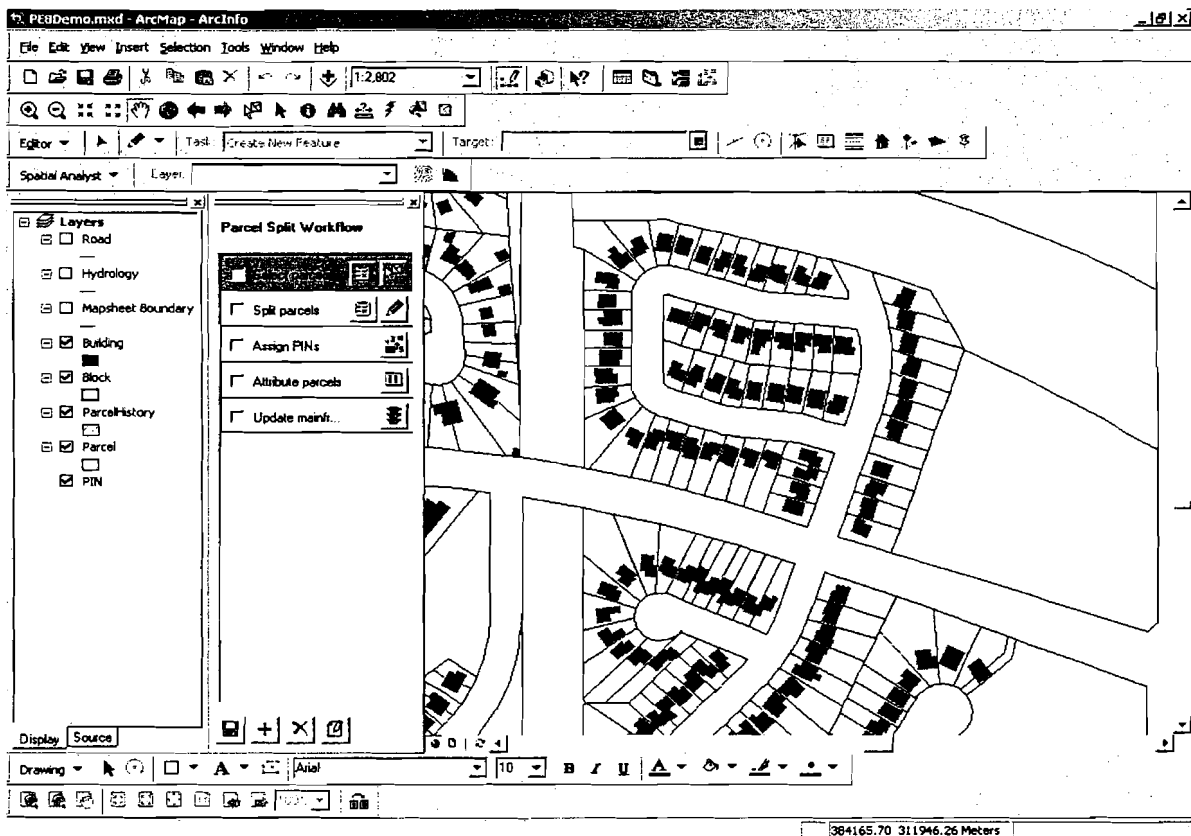 PE8Demo.mxd - ArcMap - ArcInfo
File Edit View Insert Selection Tools Window Help
1:2,802
Editor Task: Create New Feature Target:
Spatial Analyst Layer:
Layers
Road
Hydrology
Mapsheet Boundary
Building
Block
ParcelHistory
Parcel
PIN
Display Source
Parcel Split Workflow
Split parcels
Assign PINs
Attribute parcels
Update mainfr...
Drawing A Arial 10 B I U A
384165.70 311946.26 Meters